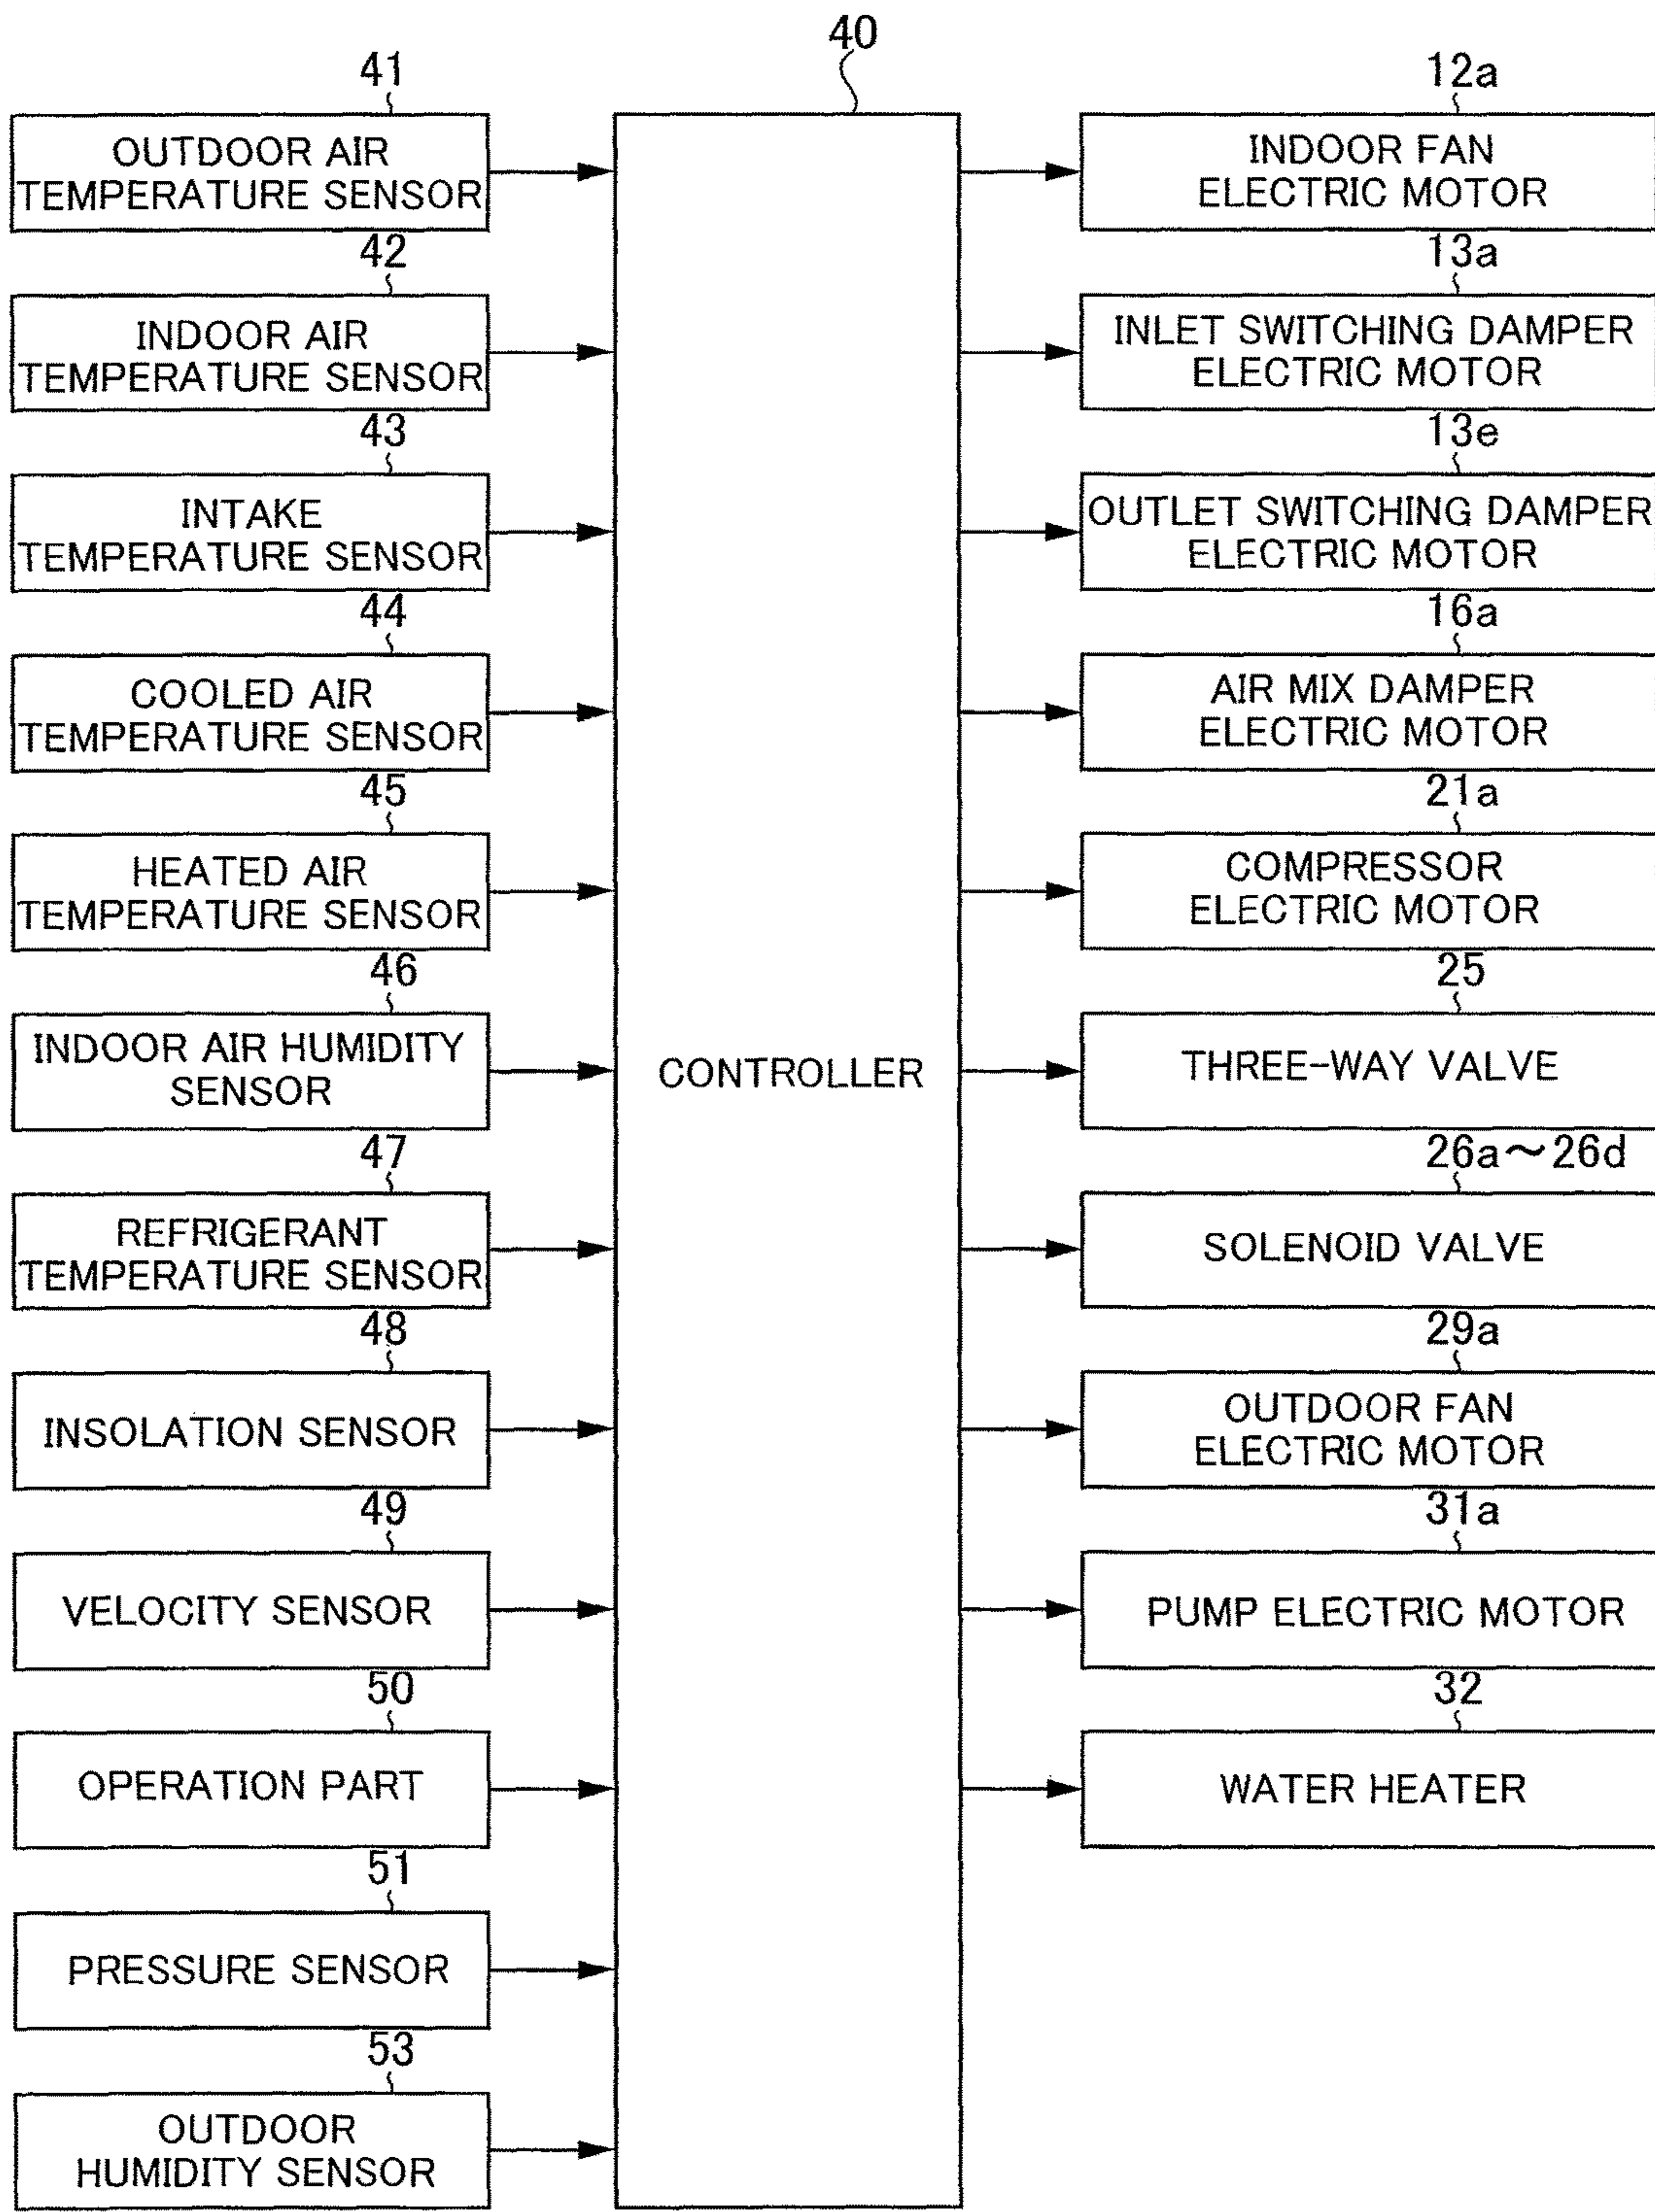 40
41
OUTDOOR AIR
TEMPERATURE SENSOR
42
INDOOR AIR
TEMPERATURE SENSOR
43
INTAKE
TEMPERATURE SENSOR
44
COOLED AIR
TEMPERATURE SENSOR
45
HEATED AIR
TEMPERATURE SENSOR
46
INDOOR AIR HUMIDITY
SENSOR
47
REFRIGERANT
TEMPERATURE SENSOR
48
INSOLATION SENSOR
49
VELOCITY SENSOR
50
OPERATION PART
51
PRESSURE SENSOR
53
OUTDOOR
HUMIDITY SENSOR
CONTROLLER
12a
INDOOR FAN
ELECTRIC MOTOR
13a
INLET SWITCHING DAMPER
ELECTRIC MOTOR
13e
OUTLET SWITCHING DAMPER
ELECTRIC MOTOR
16a
AIR MIX DAMPER
ELECTRIC MOTOR
21a
COMPRESSOR
ELECTRIC MOTOR
25
THREE-WAY VALVE
26a～26d
SOLENOID VALVE
29a
OUTDOOR FAN
ELECTRIC MOTOR
31a
PUMP ELECTRIC MOTOR
32
WATER HEATER